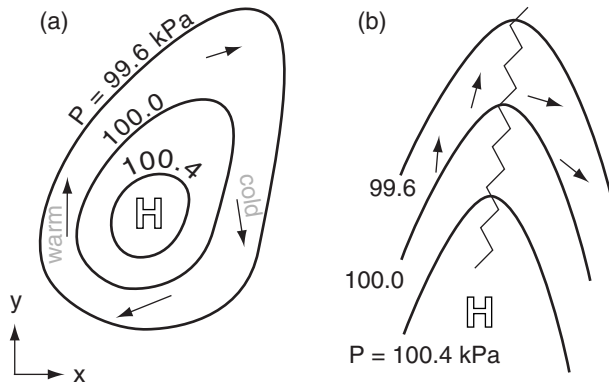 (a)
P = 99.6 kPa
100.0
100.4
H
warm
cold
y
x
(b)
99.6
100.0
H
P = 100.4 kPa